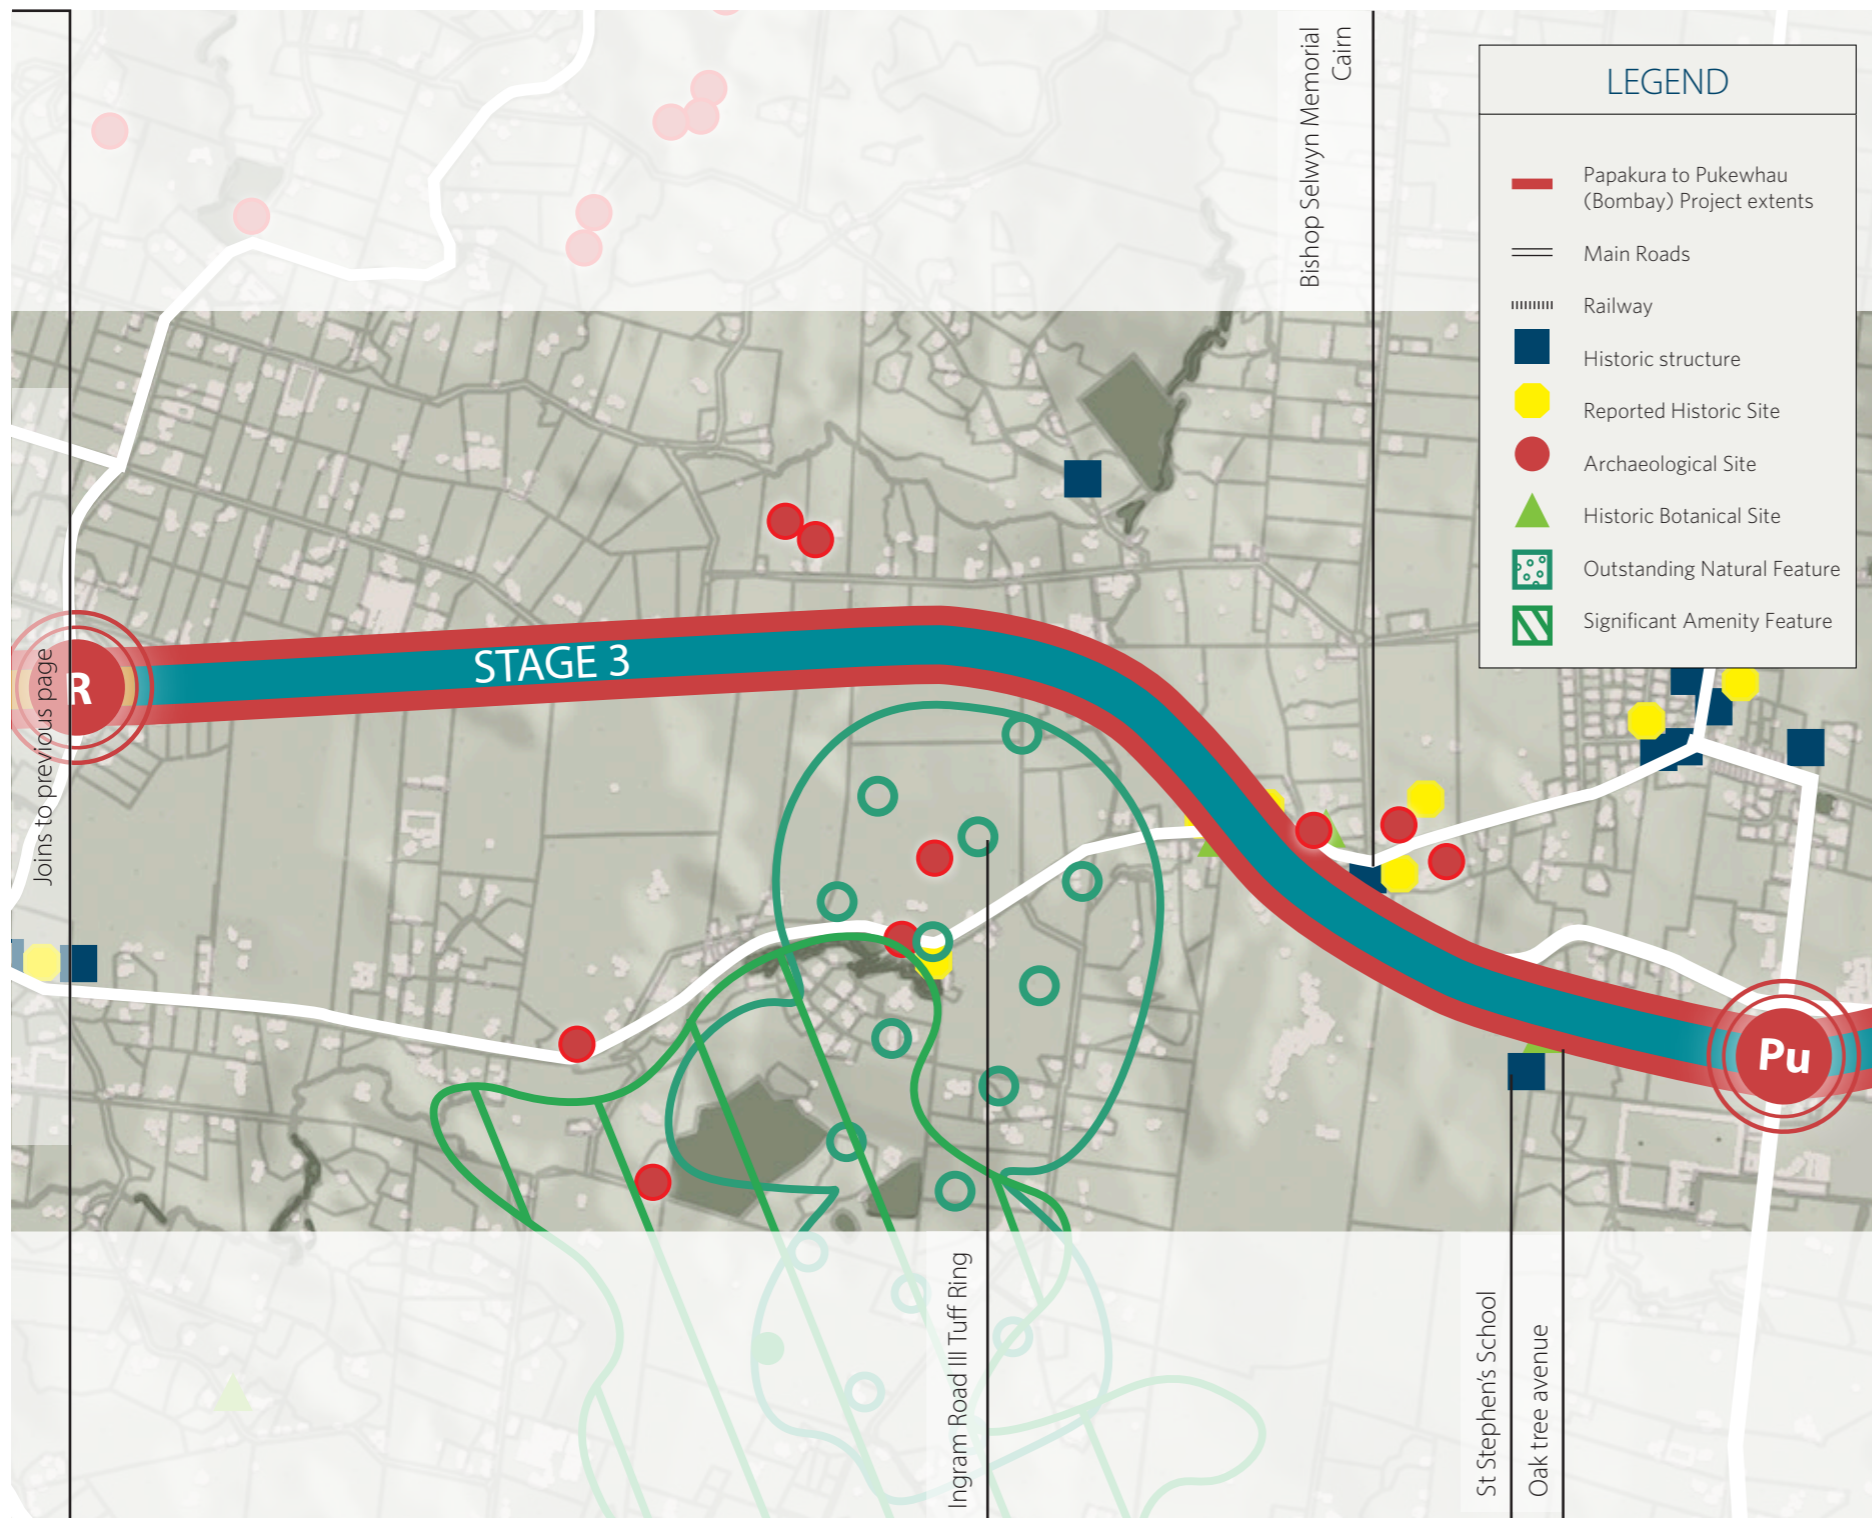 Bishop Selwyn Memorial
Cairn
LEGEND
Papakura to Pukewhau
(Bombay) Project extents
Main Roads
Railway
Historic structure
Reported Historic Site
Archaeological Site
Historic Botanical Site
Outstanding Natural Feature
Significant Amenity Feature
STAGE 3
R
Joins to previous page
Pu
Ingram Road III Tuff Ring
St Stephen's School
Oak tree avenue